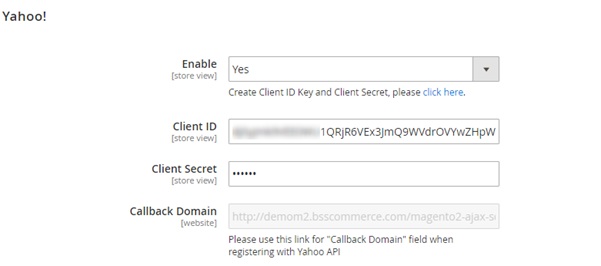 Yahoo!
Enable
[store view]
Yes
Create Client ID Key and Client Secret, please click here.
Client ID
[store view]
1QRjR6VEx3JmQ9WVdrOVYwZHpW
Client Secret
[store view]
••••••
Callback Domain
[website]
http://demom2.bsscommerce.com/magento2-ajax-s
Please use this link for "Callback Domain" field when
registering with Yahoo API